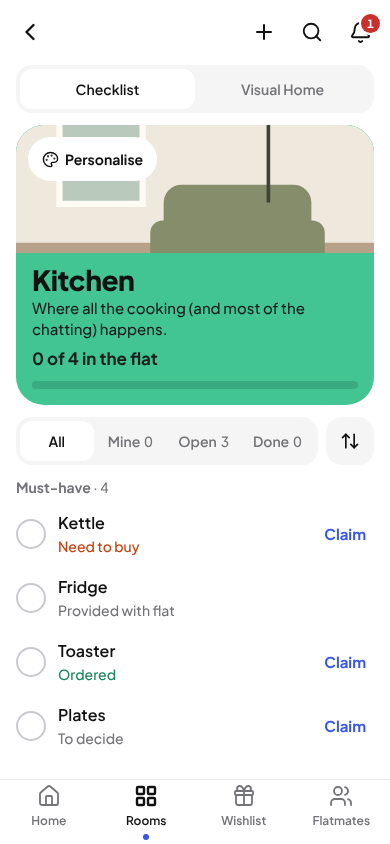 1
Checklist
Visual Home
Personalise
Kitchen
Where all the cooking (and most of the
chatting) happens.
0 of 4 in the flat
All
Mine 0
Open 3
Done 0
Must-have · 4
Kettle
Need to buy
Claim
Fridge
Provided with flat
Toaster
Ordered
Claim
Plates
To decide
Claim
Home
Rooms
Wishlist
Flatmates